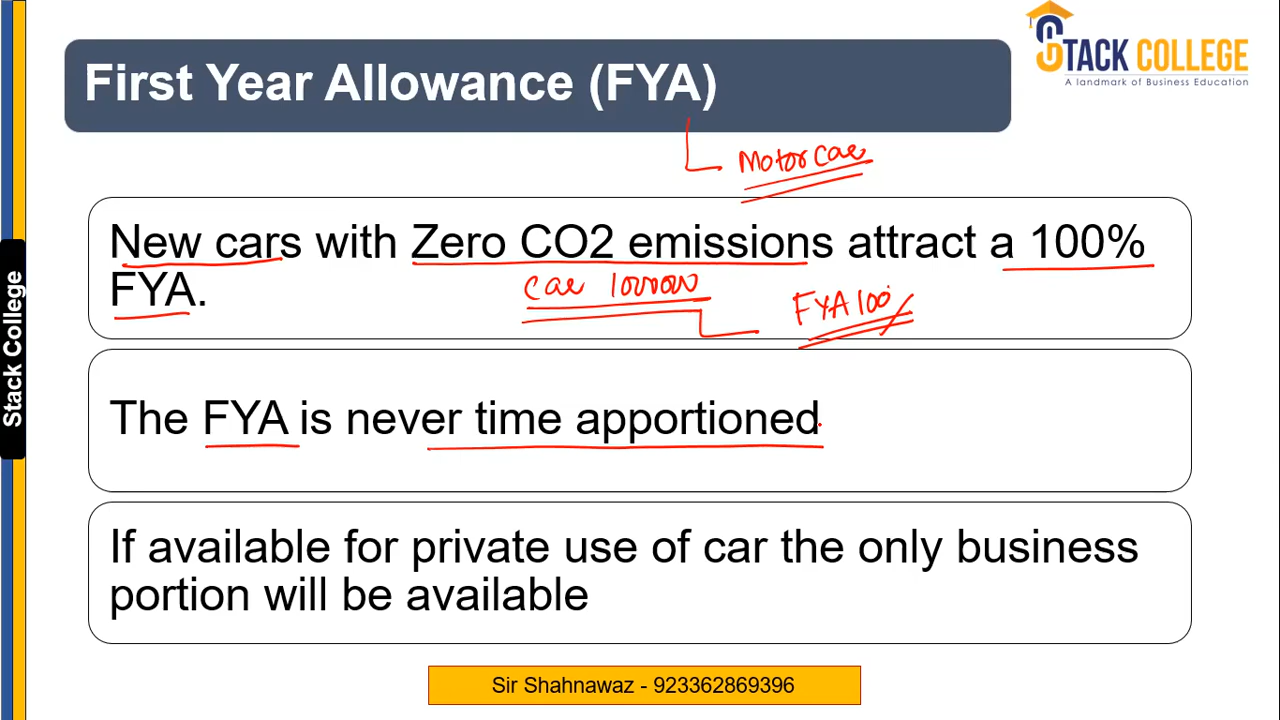 STACK COLLEGE
A landmark of Business Education
First Year Allowance (FYA)
Motor car
New cars with Zero CO2 emissions attract a 100%
FYA.
car
FYA 100%
The FYA is never time apportioned
If available for private use of car the only business
portion will be available
Stack College
Sir Shahnawaz - 923362869396